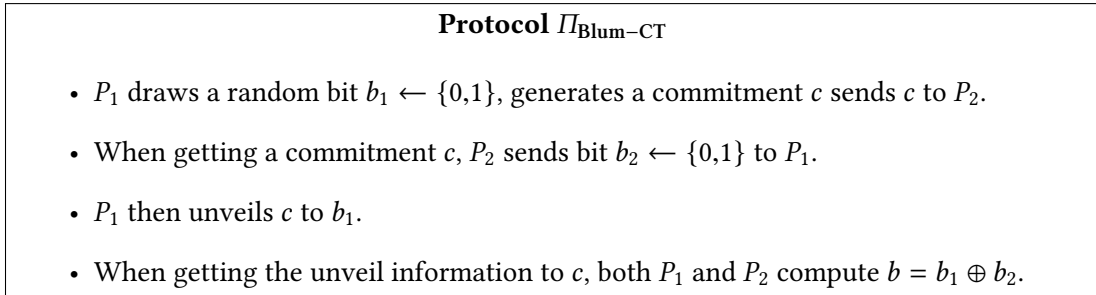 Protocol Π_Blum−CT
• P₁ draws a random bit b₁ ← {0,1}, generates a commitment c sends c to P₂.
• When getting a commitment c, P₂ sends bit b₂ ← {0,1} to P₁.
• P₁ then unveils c to b₁.
• When getting the unveil information to c, both P₁ and P₂ compute b = b₁ ⊕ b₂.